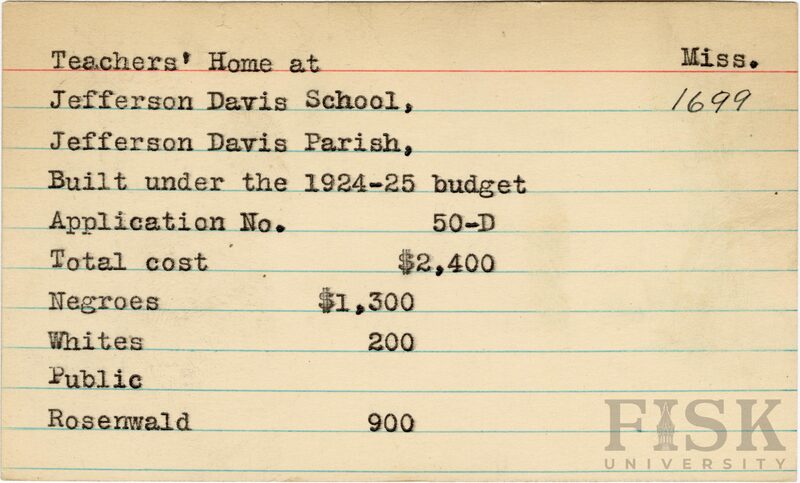 Teachers' Home at Miss.
Jefferson Davis School, 1699
Jefferson Davis Parish,
Built under the 1924-25 budget
Application No. 50-D
Total cost $2,400
Negroes $1,300
Whites 200
Public
Rosenwald 900
FISK
UNIVERSITY